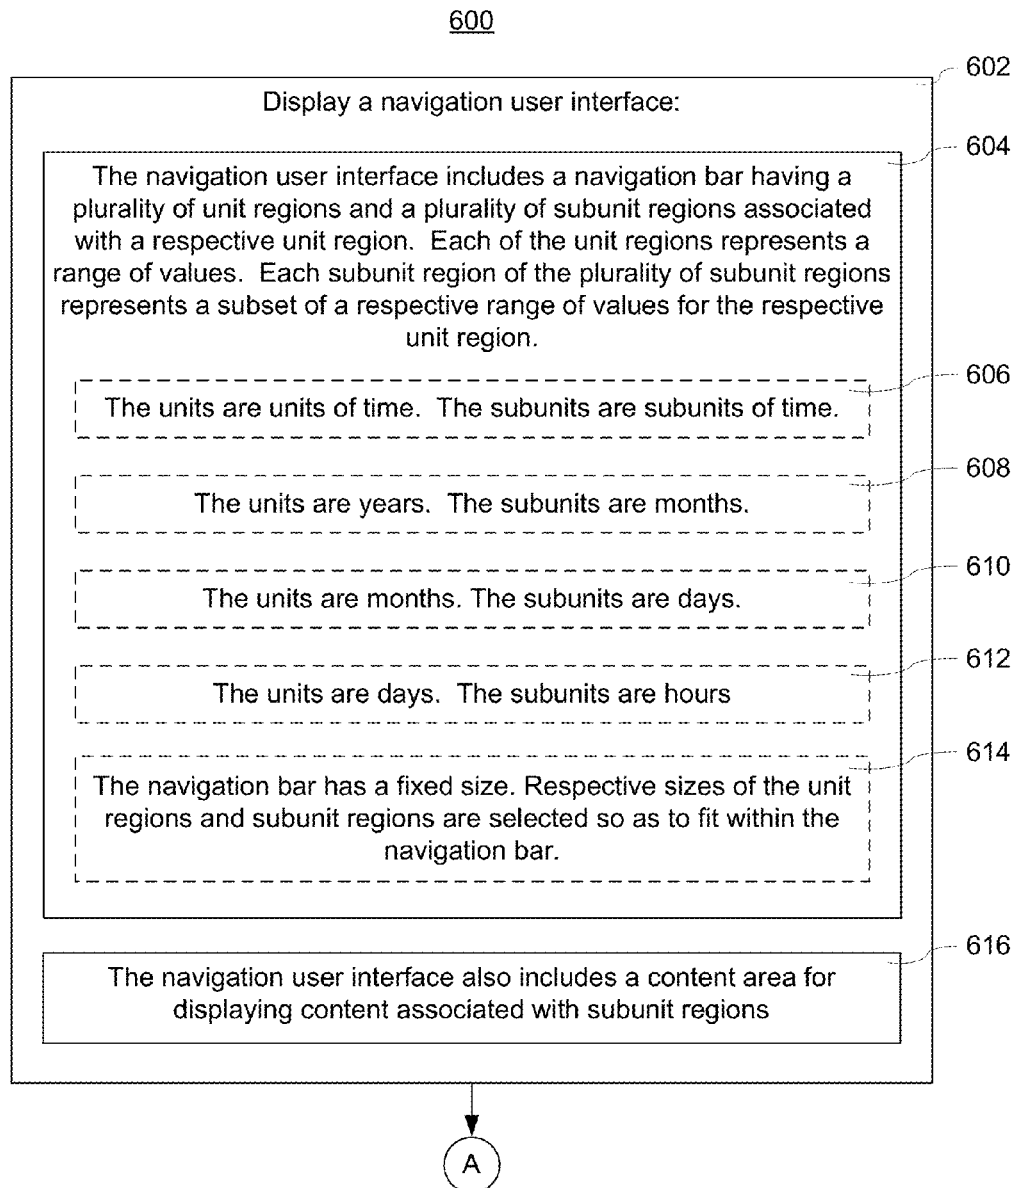 600
602
Display a navigation user interface:
604
The navigation user interface includes a navigation bar having a
plurality of unit regions and a plurality of subunit regions associated
with a respective unit region.  Each of the unit regions represents a
range of values.  Each subunit region of the plurality of subunit regions
represents a subset of a respective range of values for the respective
unit region.
606
The units are units of time.  The subunits are subunits of time.
608
The units are years.  The subunits are months.
610
The units are months. The subunits are days.
612
The units are days.  The subunits are hours
614
The navigation bar has a fixed size. Respective sizes of the unit
regions and subunit regions are selected so as to fit within the
navigation bar.
616
The navigation user interface also includes a content area for
displaying content associated with subunit regions
A